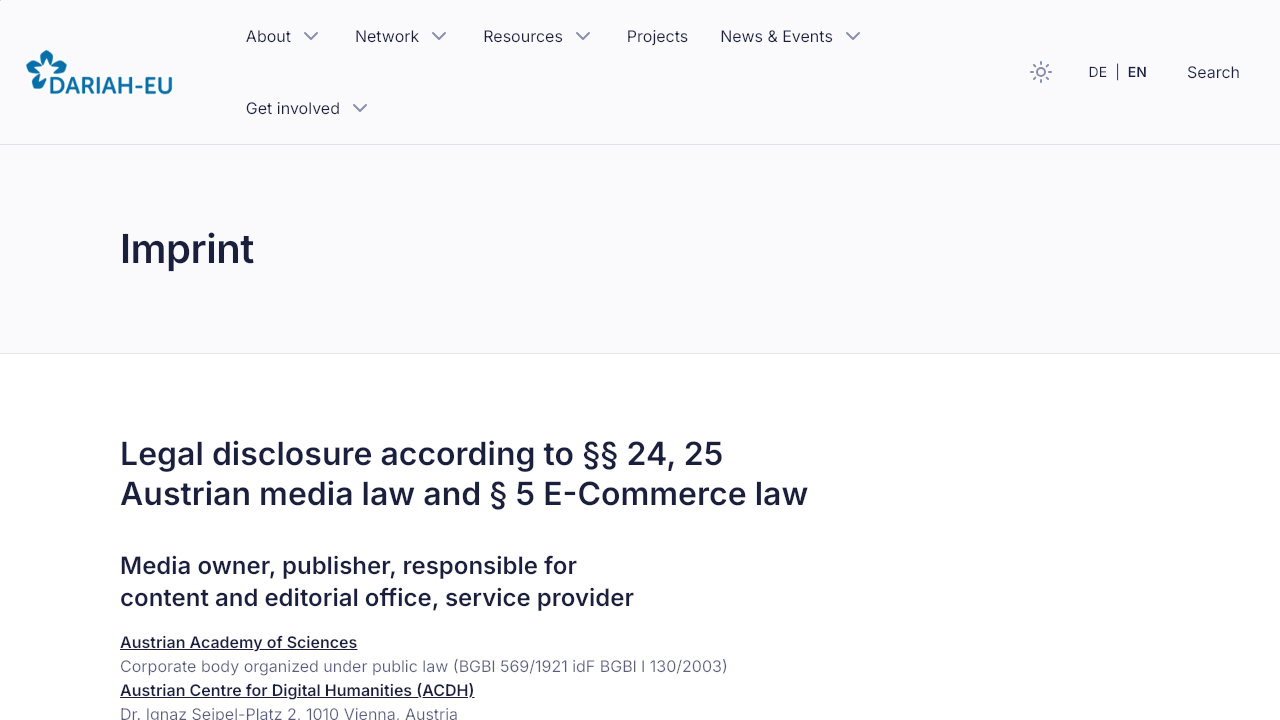 DARIAH-EU
About
Network
Resources
Projects
News & Events
Get involved
DE | EN
Search
Imprint
Legal disclosure according to §§ 24, 25
Austrian media law and § 5 E-Commerce law
Media owner, publisher, responsible for
content and editorial office, service provider
Austrian Academy of Sciences
Corporate body organized under public law (BGBl 569/1921 idF BGBl I 130/2003)
Austrian Centre for Digital Humanities (ACDH)
Dr. Ignaz Seipel-Platz 2, 1010 Vienna, Austria